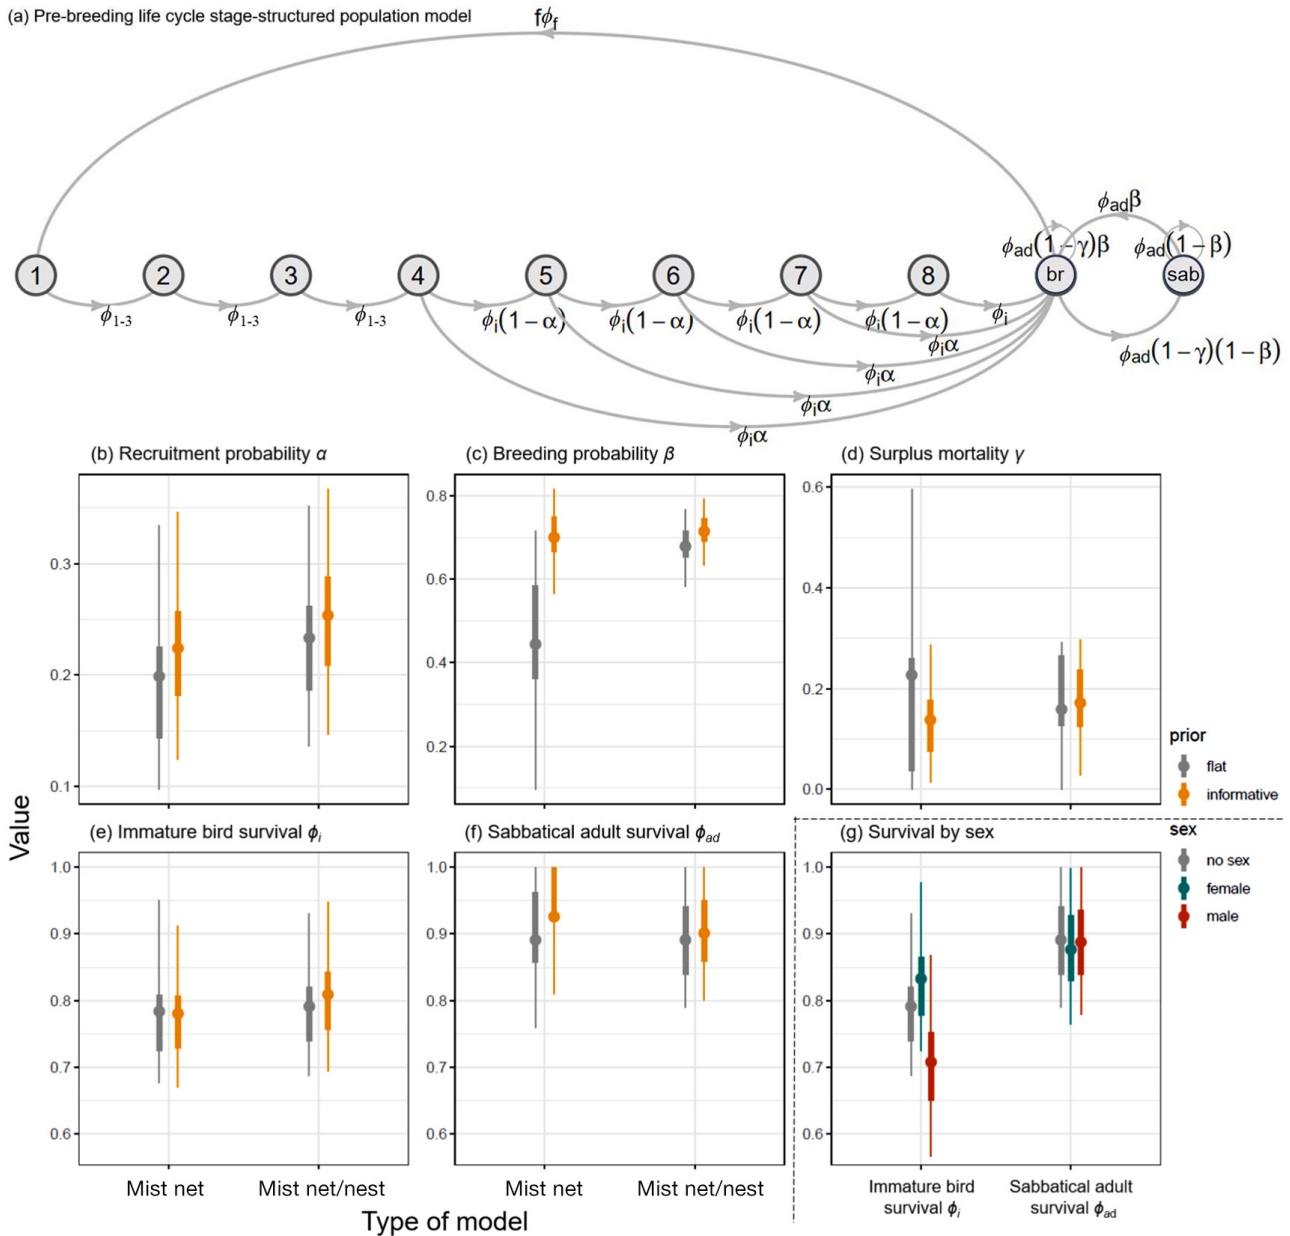 (a) Pre-breeding life cycle stage-structured population model
fϕf
ϕadβ
ϕad(1−γ)β
ϕad(1−β)
1
2
3
4
5
6
7
8
br
sab
ϕ1-3
ϕ1-3
ϕ1-3
ϕi(1−α)
ϕi(1−α)
ϕi(1−α)
ϕi(1−α)
ϕi
ϕiα
ϕiα
ϕiα
ϕiα
ϕad(1−γ)(1−β)
(b) Recruitment probability α
0.3
0.2
0.1
(c) Breeding probability β
0.8
0.6
0.4
0.2
(d) Surplus mortality γ
0.6
0.4
0.2
0.0
prior
flat
informative
Value
(e) Immature bird survival ϕi
1.0
0.9
0.8
0.7
0.6
Mist net
Mist net/nest
(f) Sabbatical adult survival ϕad
1.0
0.9
0.8
0.7
0.6
Mist net
Mist net/nest
Type of model
(g) Survival by sex
1.0
0.9
0.8
0.7
0.6
Immature bird
survival ϕi
Sabbatical adult
survival ϕad
sex
no sex
female
male